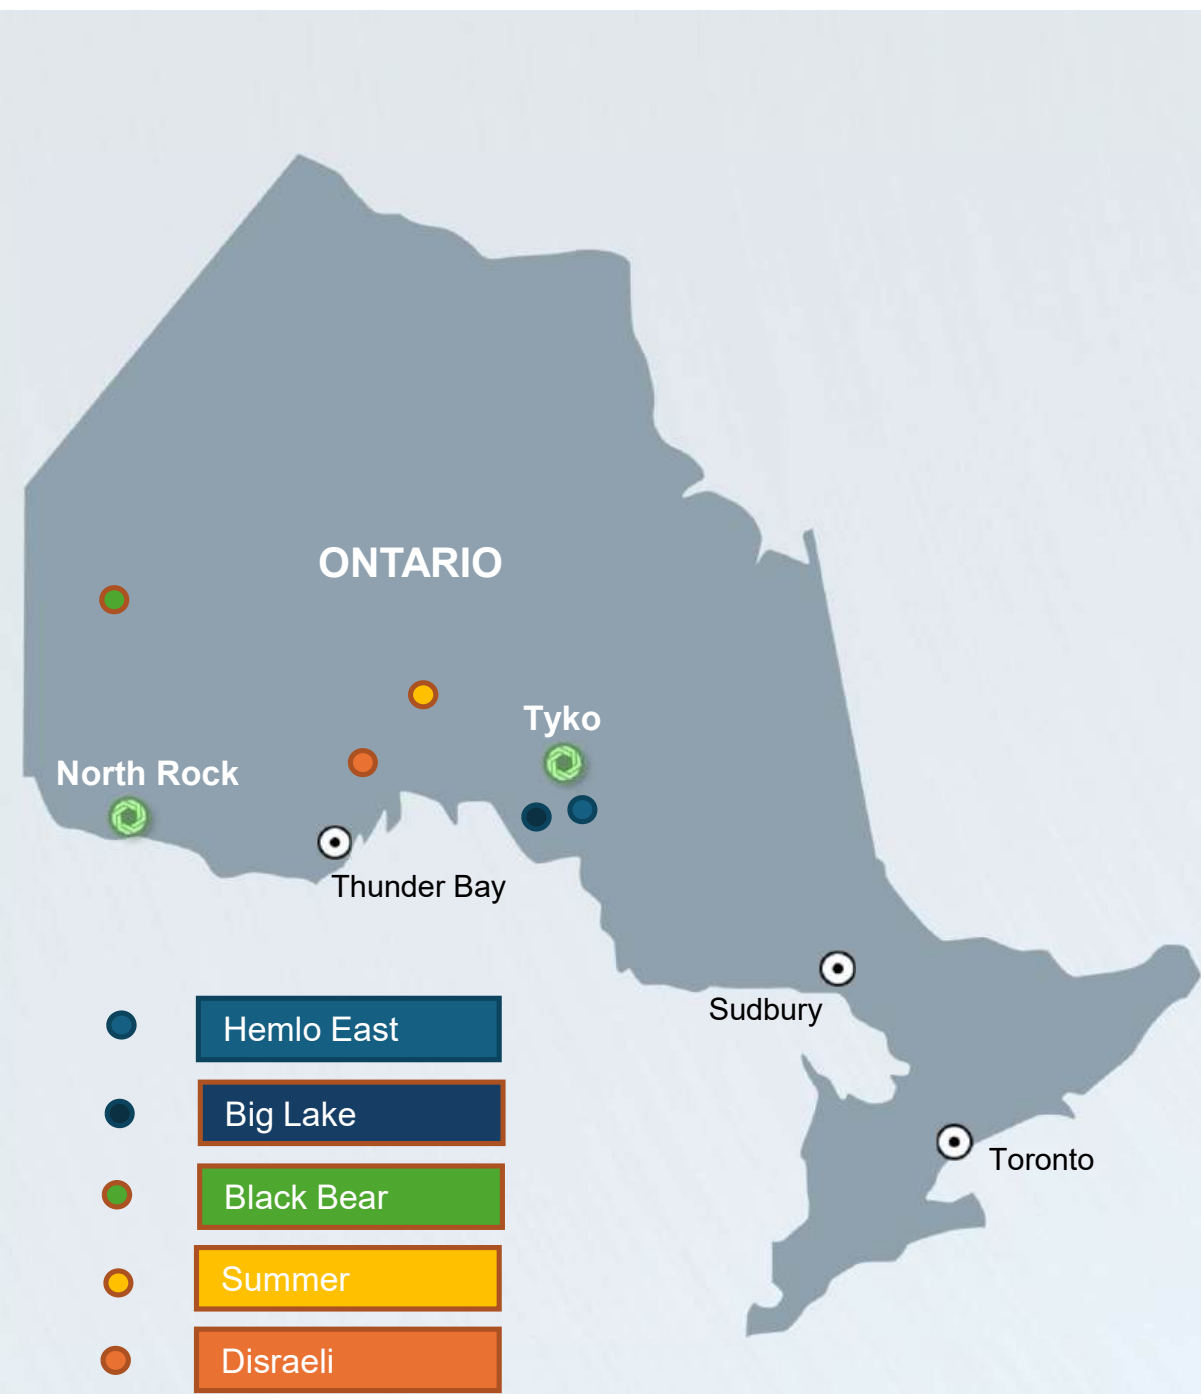 ONTARIO
Tyko
North Rock
Thunder Bay
Sudbury
Toronto
Hemlo East
Big Lake
Black Bear
Summer
Disraeli